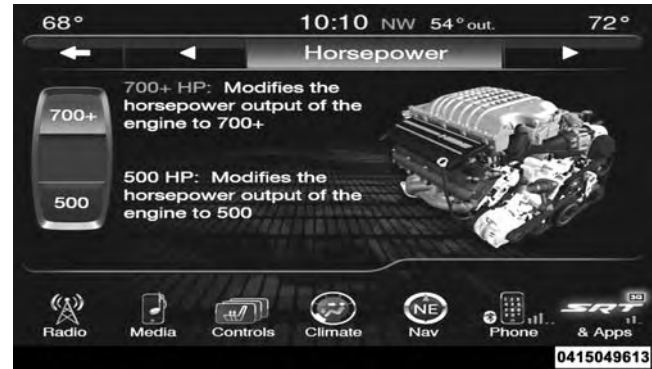 68° 10:10 NW 54° out. 72°
Horsepower
700+ HP: Modifies the
horsepower output of the
engine to 700+
700+
500 HP: Modifies the
horsepower output of the
engine to 500
500
NE
3G
SRT
Radio Media Controls Climate Nav Phone & Apps
0415049613